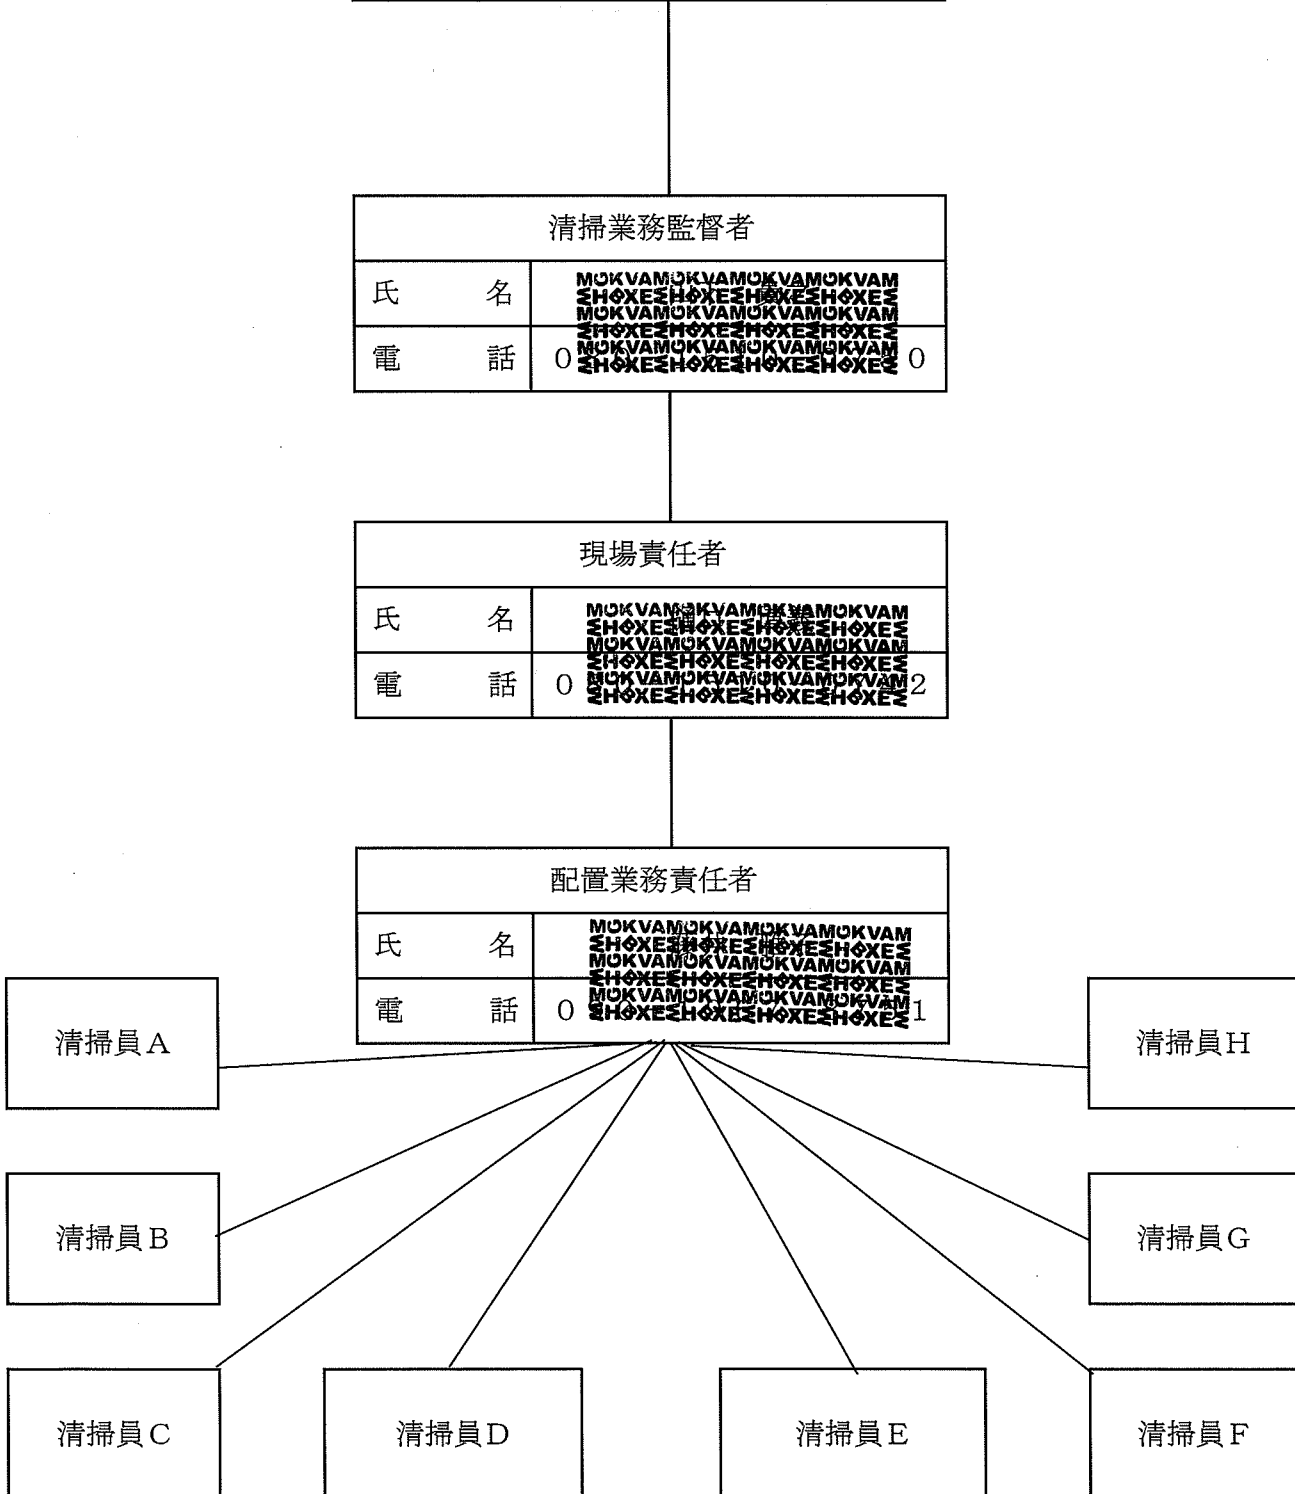 清掃業務監督者
氏 名
電 話 0 0
現場責任者
氏 名
電 話 0 2
配置業務責任者
氏 名
電 話 0 1
清掃員A
清掃員H
清掃員B
清掃員G
清掃員C
清掃員D
清掃員E
清掃員F